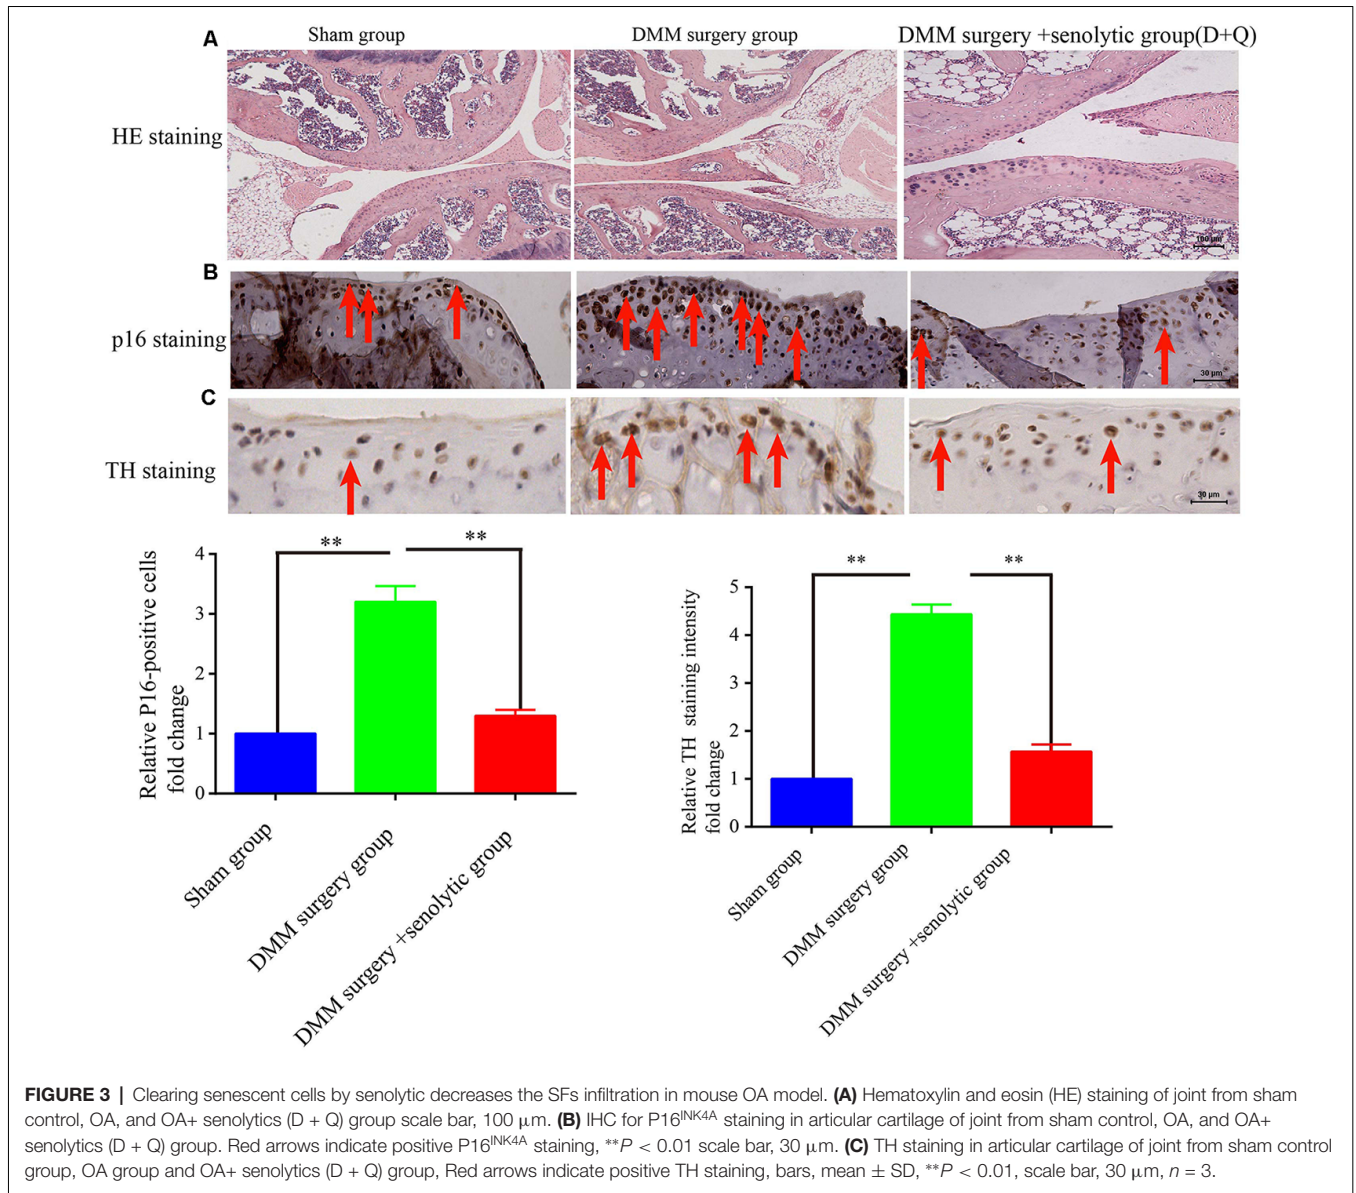 A
Sham group
DMM surgery group
DMM surgery +senolytic group(D+Q)
HE staining
100 µm
B
p16 staining
30 µm
C
TH staining
30 µm
** **
Relative P16-positive cells
fold change
4
3
2
1
0
Sham group
DMM surgery group
DMM surgery +senolytic group
** **
Relative TH staining intensity
fold change
5
4
3
2
1
0
Sham group
DMM surgery group
DMM surgery +senolytic group
FIGURE 3 | Clearing senescent cells by senolytic decreases the SFs infiltration in mouse OA model. (A) Hematoxylin and eosin (HE) staining of joint from sham
control, OA, and OA+ senolytics (D + Q) group scale bar, 100 µm. (B) IHC for P16INK4A staining in articular cartilage of joint from sham control, OA, and OA+
senolytics (D + Q) group. Red arrows indicate positive P16INK4A staining, **P < 0.01 scale bar, 30 µm. (C) TH staining in articular cartilage of joint from sham control
group, OA group and OA+ senolytics (D + Q) group, Red arrows indicate positive TH staining, bars, mean ± SD, **P < 0.01, scale bar, 30 µm, n = 3.